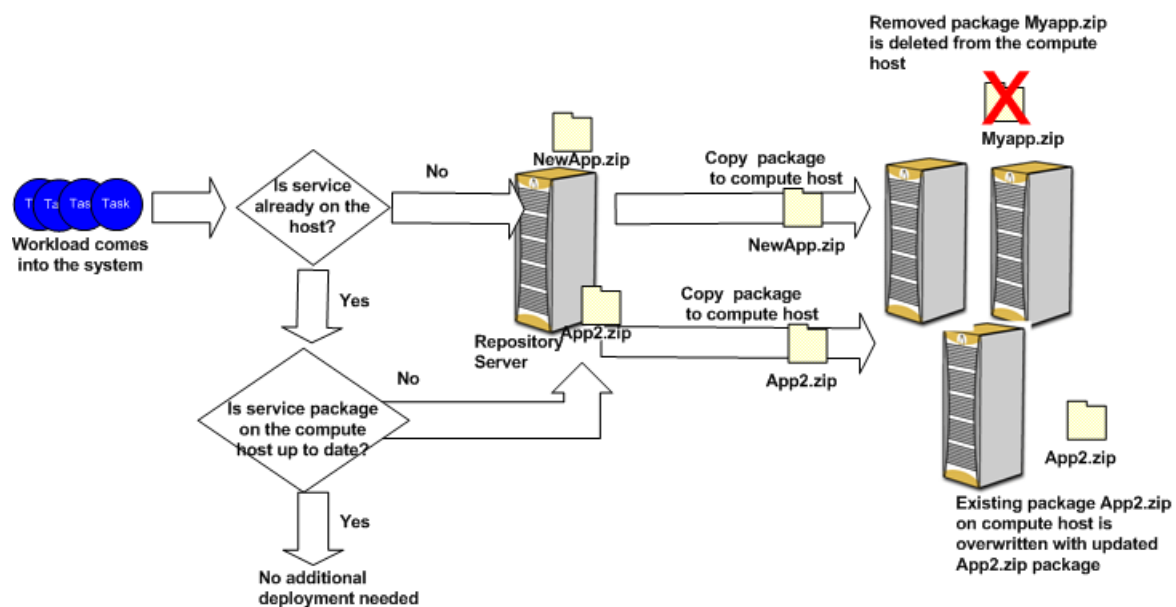 Removed package Myapp.zip
is deleted from the compute
host
Myapp.zip
NewApp.zip
Is service
already on the
host?
No
Copy package
to compute host
NewApp.zip
T Ta Tas Task
Workload comes
into the system
Yes
Repository
Server
App2.zip
Copy package
to compute host
App2.zip
Is service package
on the compute
host up to date?
No
App2.zip
Existing package App2.zip
on compute host is
overwritten with updated
App2.zip package
Yes
No additional
deployment needed